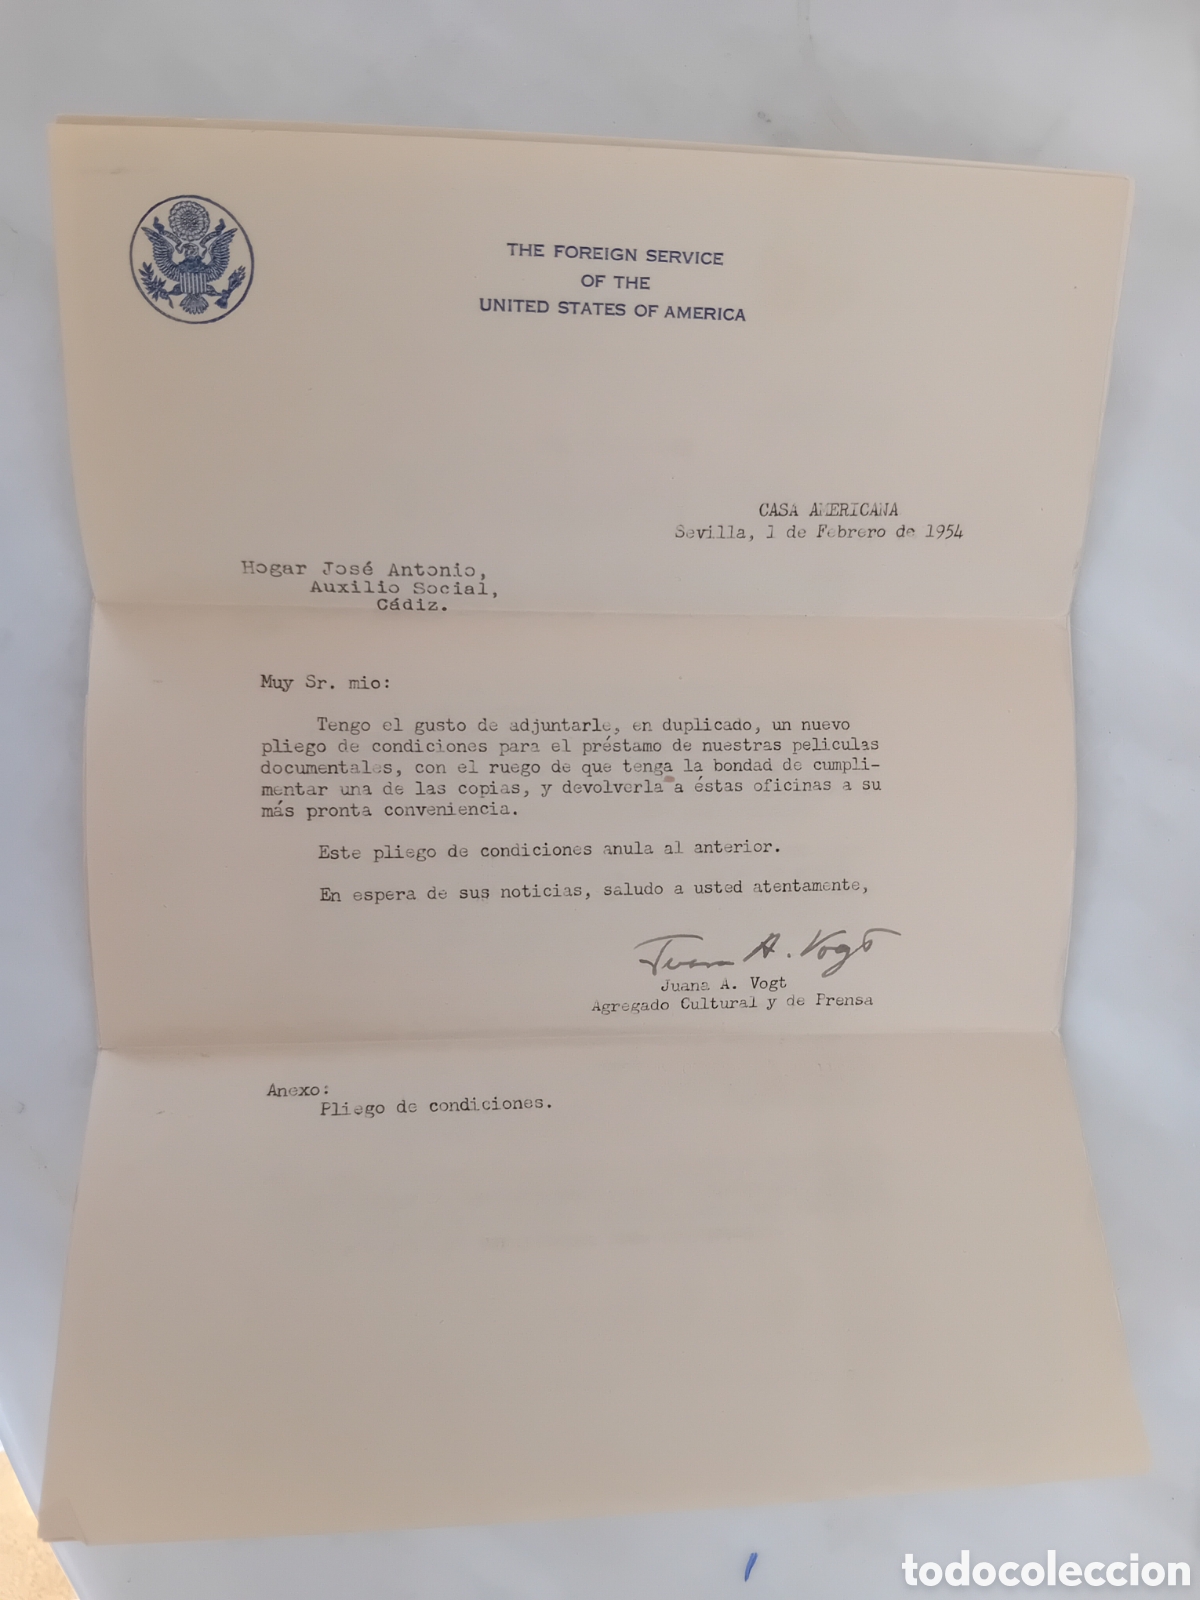 THE FOREIGN SERVICE
OF THE
UNITED STATES OF AMERICA
CASA AMERICANA
Sevilla, 1 de Febrero de 1954
Hogar José Antonio,
Auxilio Social,
Cádiz.
Muy Sr. mio:
Tengo el gusto de adjuntarle, en duplicado, un nuevo
pliego de condiciones para el préstamo de nuestras peliculas
documentales, con el ruego de que tenga la bondad de cumpli-
mentar una de las copias, y devolverla a éstas oficinas a su
más pronta conveniencia.
Este pliego de condiciones anula al anterior.
En espera de sus noticias, saludo a usted atentamente,
Juana A. Vogt
Juana A. Vogt
Agregado Cultural y de Prensa
Anexo:
Pliego de condiciones.
todocoleccion